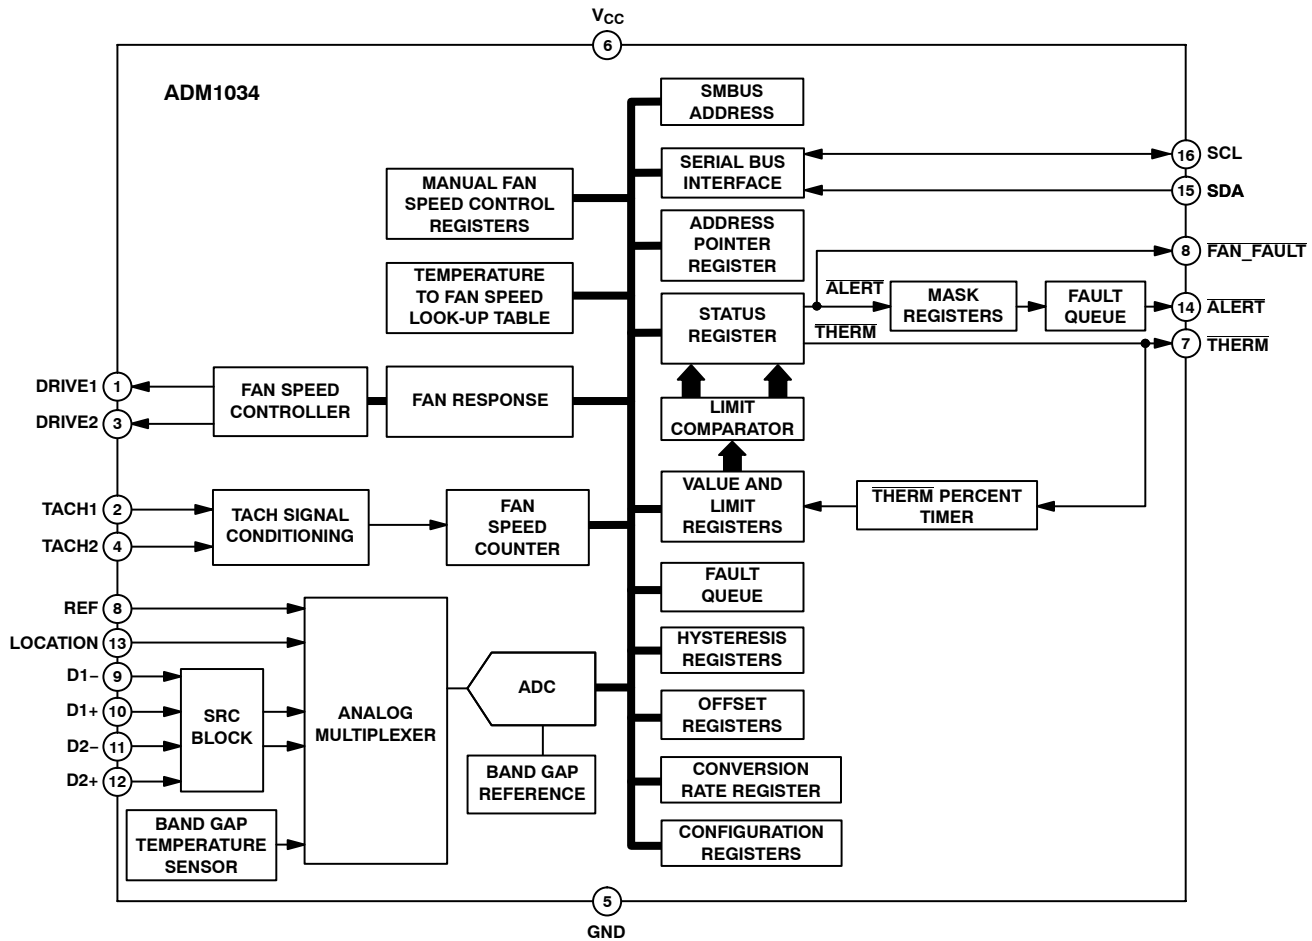 VCC
6
ADM1034
SMBUS
ADDRESS
SERIAL BUS
INTERFACE
16 SCL
15 SDA
MANUAL FAN
SPEED CONTROL
REGISTERS
ADDRESS
POINTER
REGISTER
8 FAN_FAULT
TEMPERATURE
TO FAN SPEED
LOOK-UP TABLE
STATUS
REGISTER
ALERT
MASK
REGISTERS
FAULT
QUEUE
14 ALERT
THERM
7 THERM
DRIVE1 1
DRIVE2 3
FAN SPEED
CONTROLLER
FAN RESPONSE
LIMIT
COMPARATOR
TACH1 2
TACH2 4
TACH SIGNAL
CONDITIONING
FAN
SPEED
COUNTER
VALUE AND
LIMIT
REGISTERS
THERM PERCENT
TIMER
FAULT
QUEUE
REF 8
LOCATION 13
D1− 9
D1+ 10
D2− 11
D2+ 12
SRC
BLOCK
ANALOG
MULTIPLEXER
ADC
BAND GAP
REFERENCE
HYSTERESIS
REGISTERS
OFFSET
REGISTERS
CONVERSION
RATE REGISTER
CONFIGURATION
REGISTERS
BAND GAP
TEMPERATURE
SENSOR
5
GND